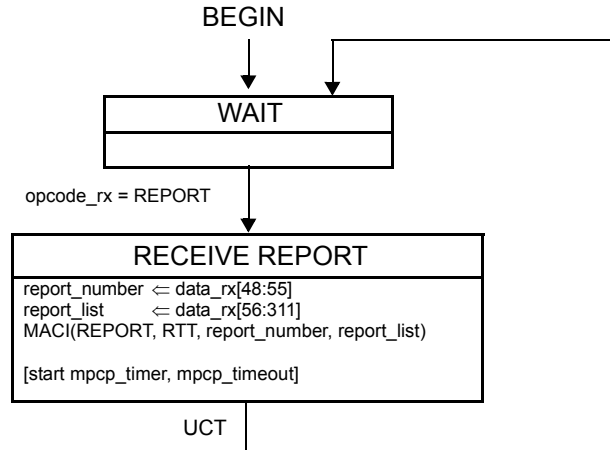 BEGIN
WAIT
opcode_rx = REPORT
RECEIVE REPORT
report_number ⇐ data_rx[48:55]
report_list ⇐ data_rx[56:311]
MACI(REPORT, RTT, report_number, report_list)
[start mpcp_timer, mpcp_timeout]
UCT